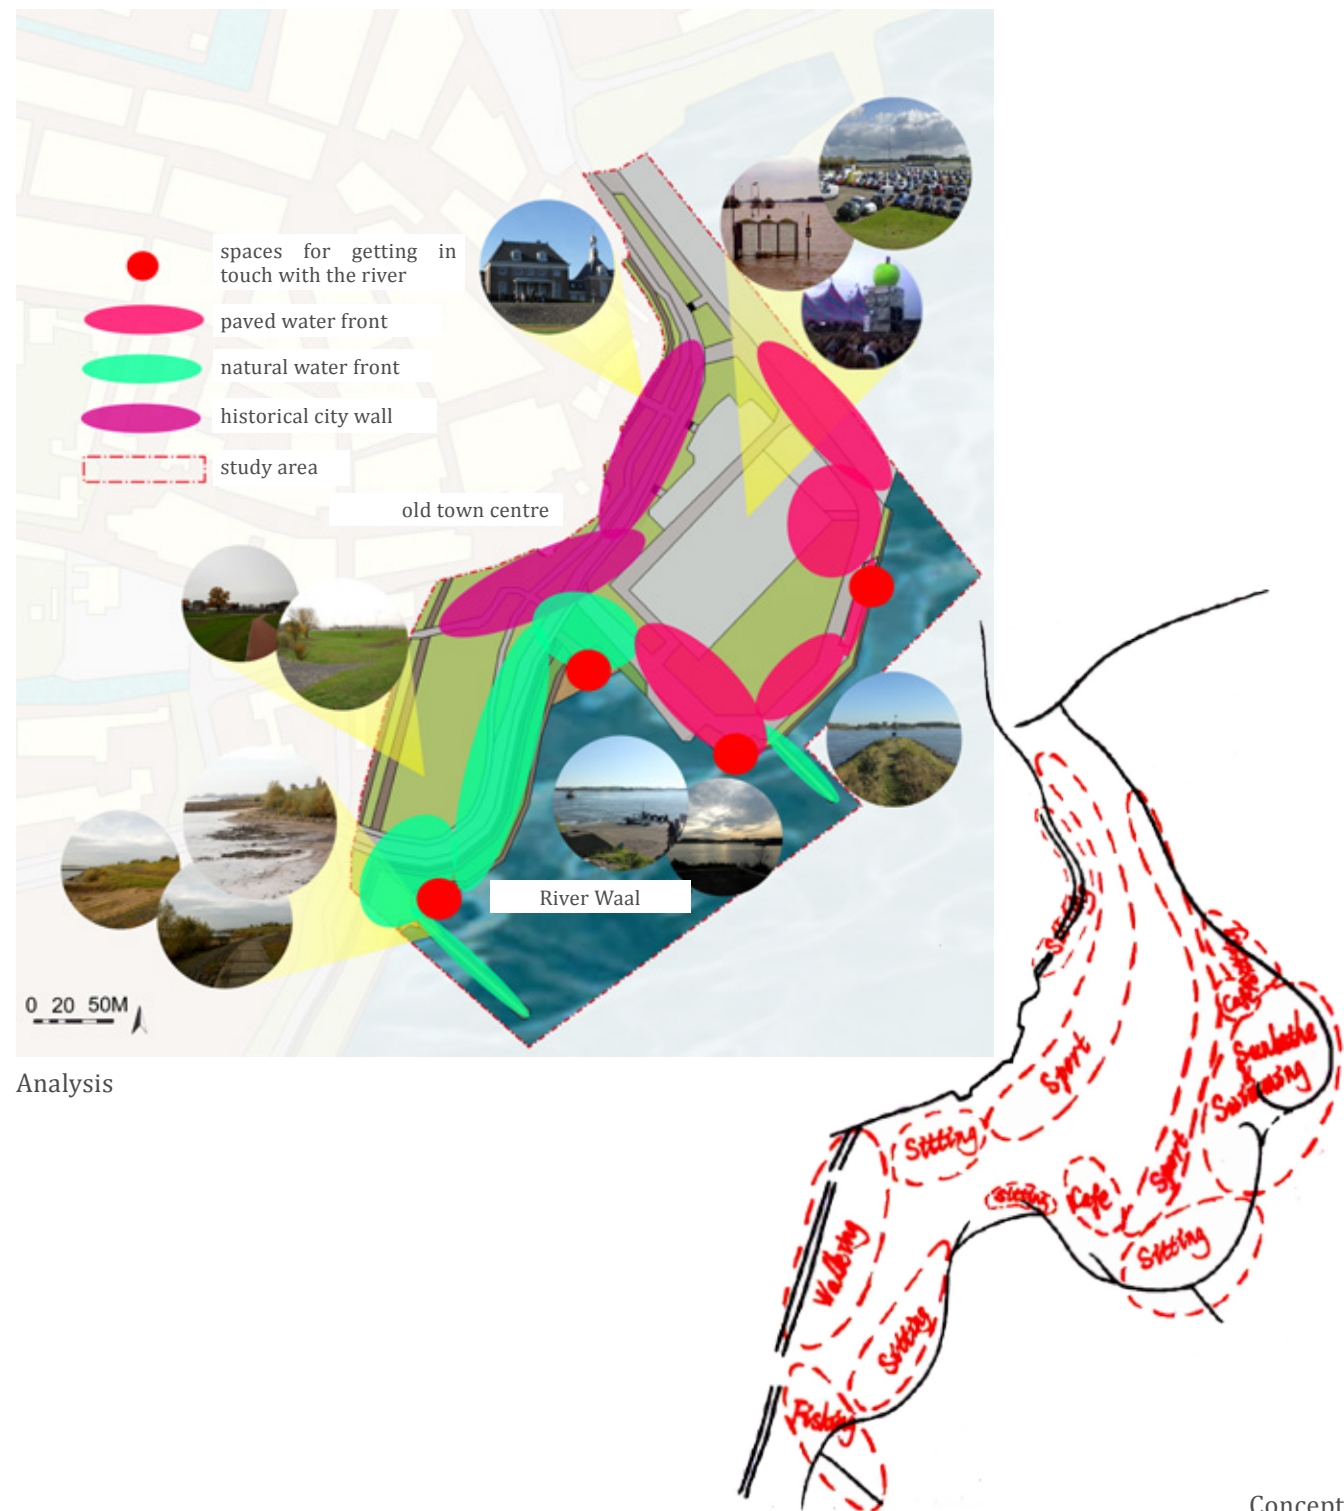 spaces for getting in
touch with the river
paved water front
natural water front
historical city wall
study area
old town centre
River Waal
0 20 50M
Analysis
Sitting
Sport
Camping
Sunbathe
&
Swimming
Sitting
Sitting
Cafe
Sport
Sitting
Walking
Sitting
Fishing
Concept